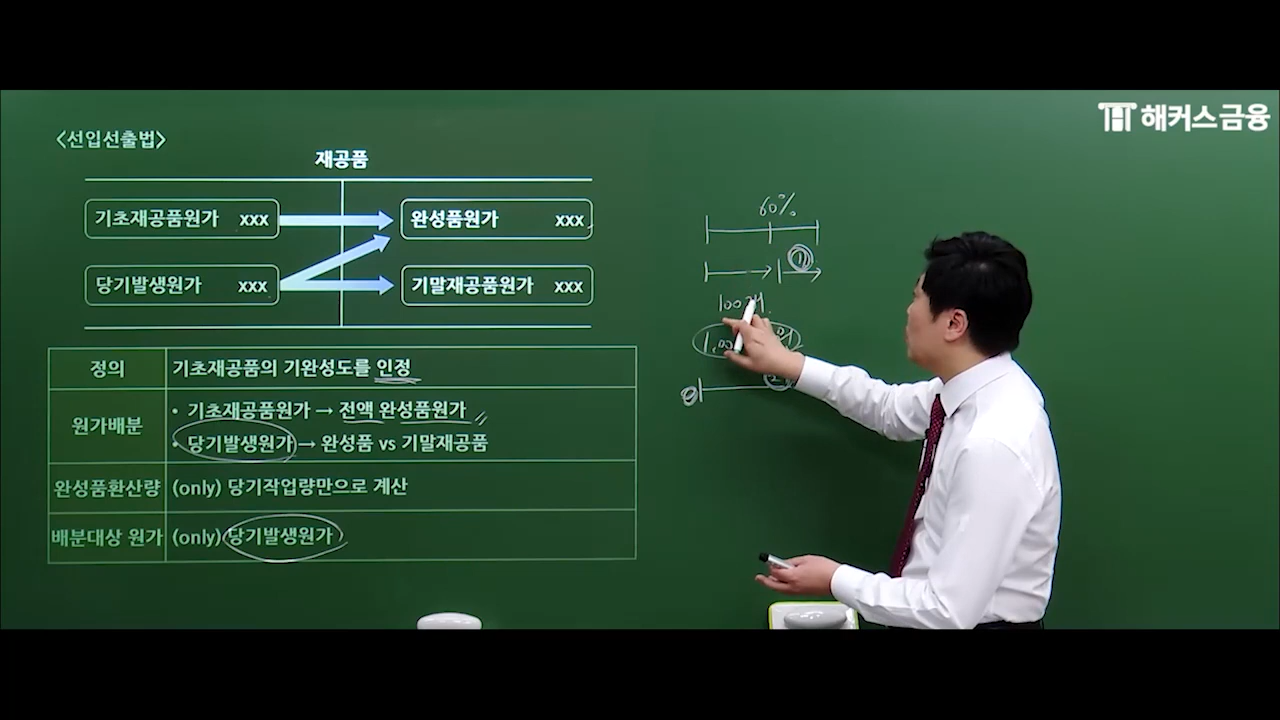 해커스금융
<선입선출법>
재공품
기초재공품원가 xxx
완성품원가 xxx
당기발생원가 xxx
기말재공품원가 xxx
정의
기초재공품의 기완성도를 인정
원가배분
• 기초재공품원가 → 전액 완성품원가
• 당기발생원가 → 완성품 vs 기말재공품
완성품환산량
(only) 당기작업량만으로 계산
배분대상 원가
(only) 당기발생원가
60%
①